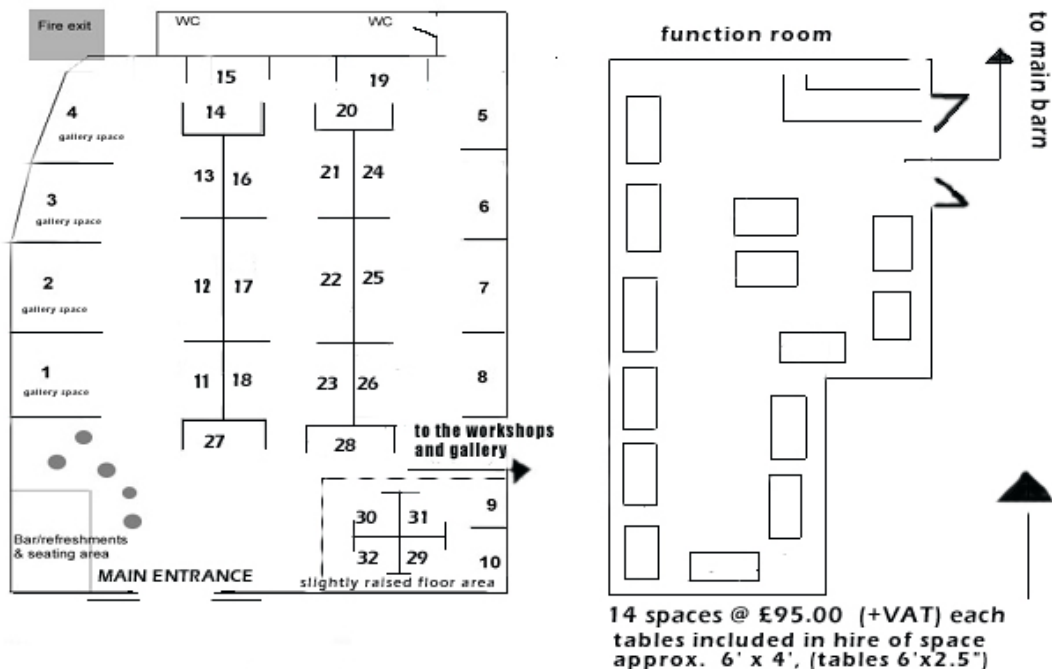 Fire exit
WC
WC
15
19
4
gallery space
14
20
5
13
16
21
24
3
gallery space
6
2
gallery space
12
17
22
25
7
1
gallery space
11
18
23
26
8
27
28
to the workshops
and gallery
30
31
9
32
29
10
Bar/refreshments
& seating area
MAIN ENTRANCE
slightly raised floor area
function room
to main barn
14 spaces @ £95.00 (+VAT) each
tables included in hire of space
approx. 6' x 4', (tables 6'x2.5")